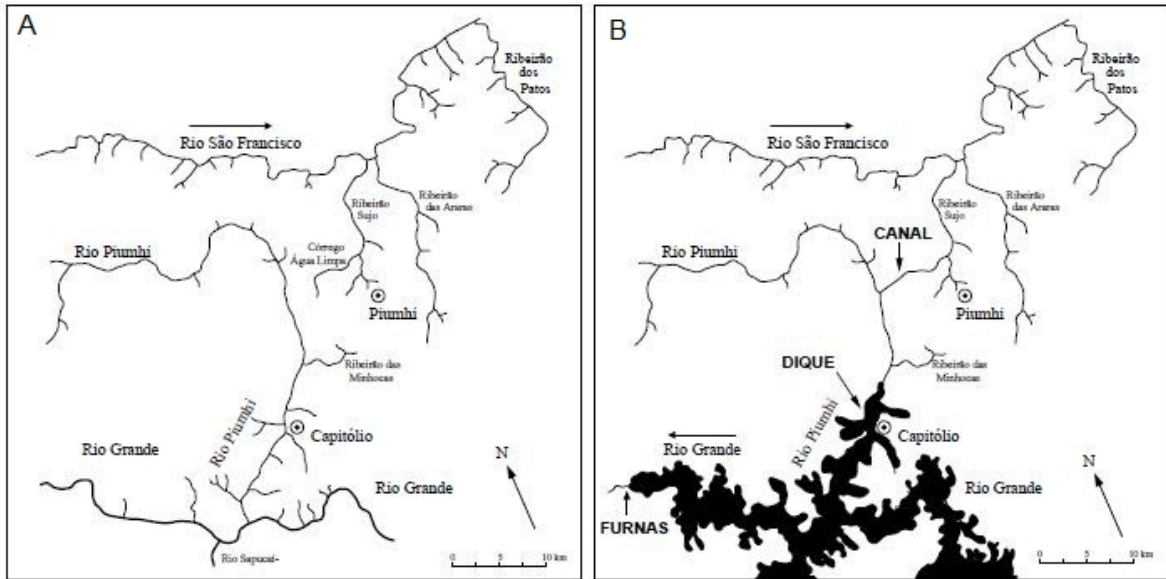 A
Ribeirão
dos
Patos
Rio São Francisco
Ribeirão
Sujo
Ribeirão
das Araras
Rio Piumhi
Córrego
Água Limpa
Piumhi
Ribeirão das
Minhocas
Rio Piumhi
Capitólio
Rio Grande
Rio Grande
N
Rio Sapucaí-
0 5 10 km
B
Ribeirão
dos
Patos
Rio São Francisco
Ribeirão
Sujo
Ribeirão
das Araras
CANAL
Rio Piumhi
Piumhi
DIQUE
Ribeirão das
Minhocas
Rio Piumhi
Capitólio
Rio Grande
Rio Grande
N
FURNAS
0 5 10 km